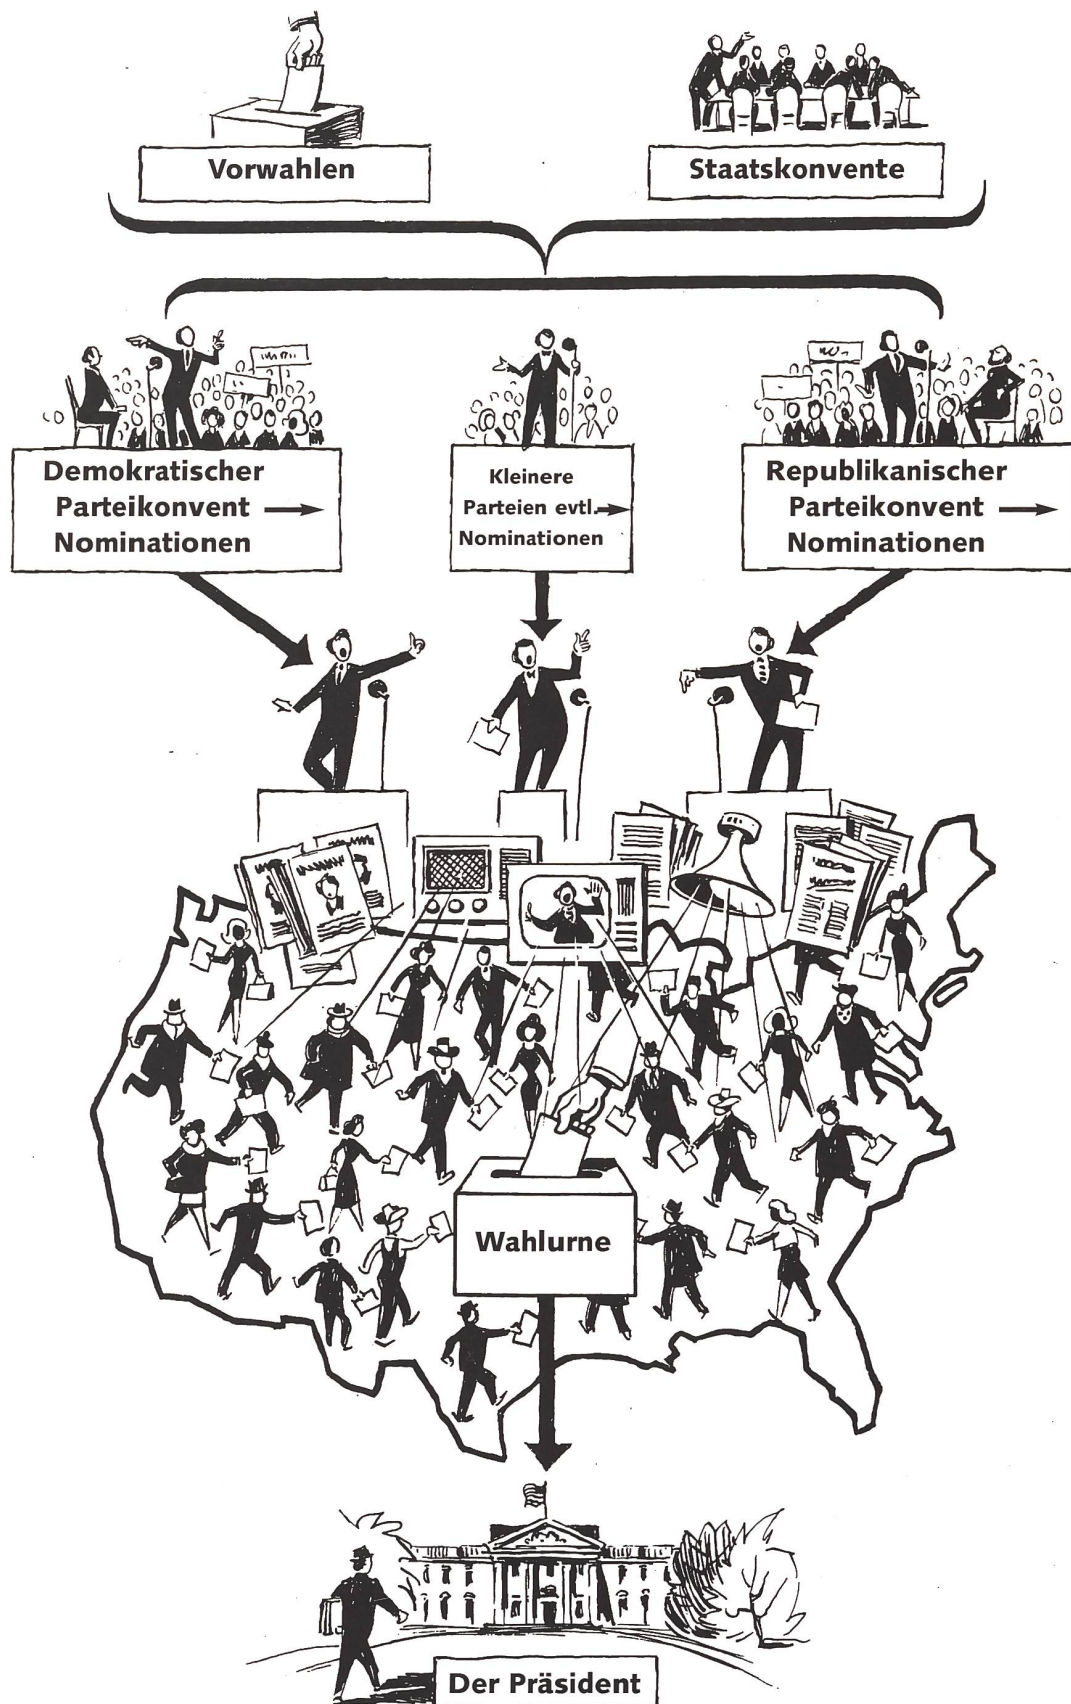 Vorwahlen
Staatskonvente
Demokratischer
Parteikonvent
Nominationen
Kleinere
Parteien evtl.
Nominationen
Republikanischer
Parteikonvent
Nominationen
Wahlurne
Der Präsident